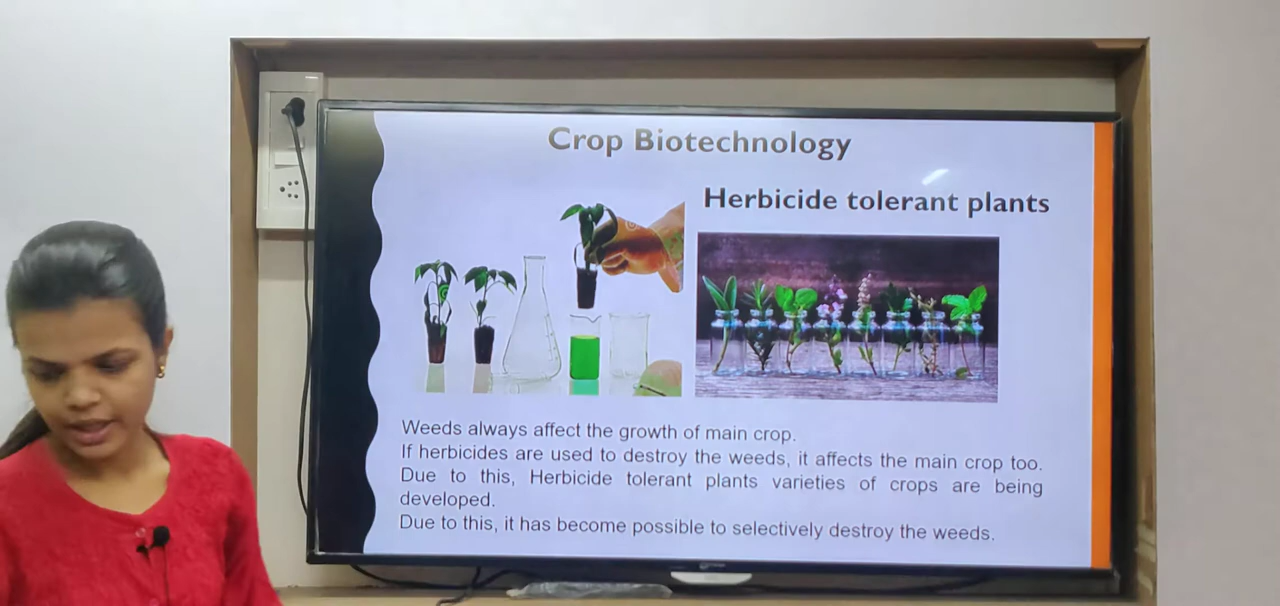 Crop Biotechnology
Herbicide tolerant plants
Weeds always affect the growth of main crop.
If herbicides are used to destroy the weeds, it affects the main crop too.
Due to this, Herbicide tolerant plants varieties of crops are being
developed.
Due to this, it has become possible to selectively destroy the weeds.